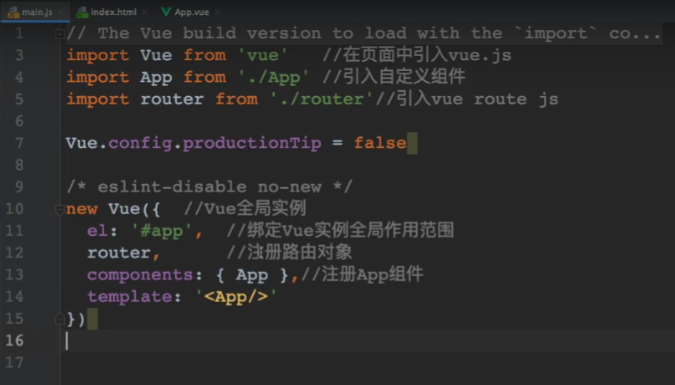 main.js index.html App.vue
1 // The Vue build version to load with the `import` co...
3 import Vue from 'vue' //在页面中引入vue.js
4 import App from './App' //引入自定义组件
5 import router from './router'//引入vue route js
6
7 Vue.config.productionTip = false
8
9 /* eslint-disable no-new */
10 new Vue({ //Vue全局实例
11 el: '#app', //绑定Vue实例全局作用范围
12 router, //注册路由对象
13 components: { App },//注册App组件
14 template: '<App/>'
15 })
16
17